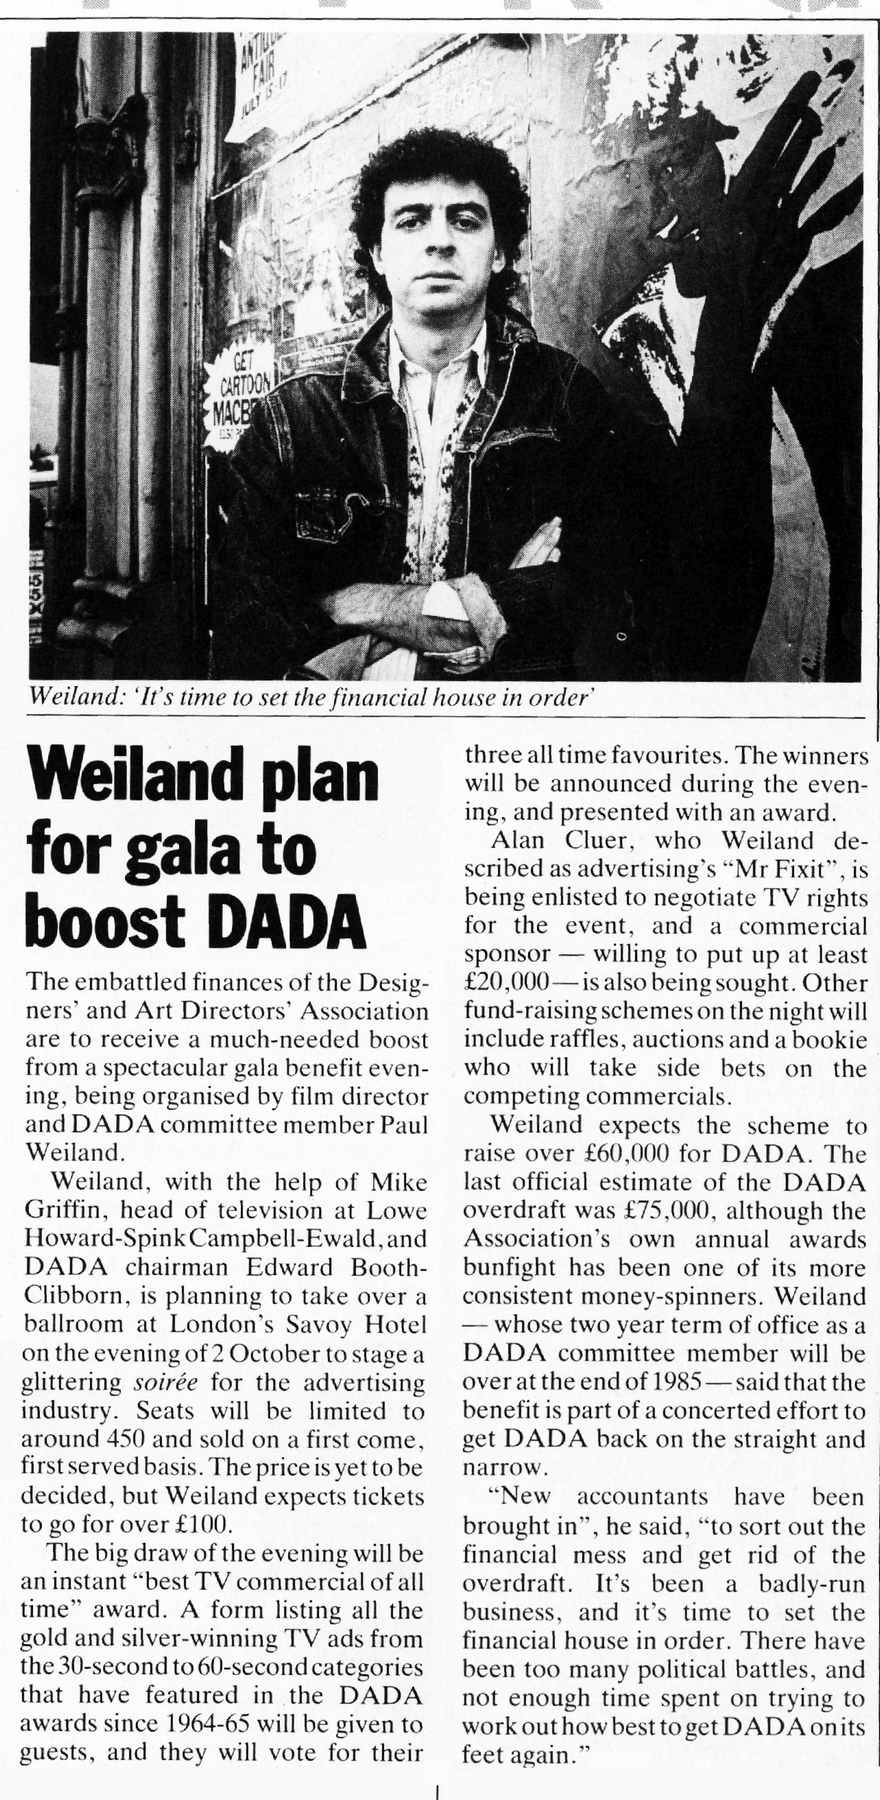 ANTIQUE
FAIR
JULY 15-17
GET
CARTOON
Weiland: ‘It’s time to set the financial house in order’
Weiland plan
for gala to
boost DADA
The embattled finances of the Desig-
ners’ and Art Directors’ Association
are to receive a much-needed boost
from a spectacular gala benefit even-
ing, being organised by film director
and DADA committee member Paul
Weiland.
Weiland, with the help of Mike
Griffin, head of television at Lowe
Howard-Spink Campbell-Ewald, and
DADA chairman Edward Booth-
Clibborn, is planning to take over a
ballroom at London’s Savoy Hotel
on the evening of 2 October to stage a
glittering soirée for the advertising
industry. Seats will be limited to
around 450 and sold on a first come,
first served basis. The price is yet to be
decided, but Weiland expects tickets
to go for over £100.
The big draw of the evening will be
an instant “best TV commercial of all
time” award. A form listing all the
gold and silver-winning TV ads from
the 30-second to 60-second categories
that have featured in the DADA
awards since 1964-65 will be given to
guests, and they will vote for their
three all time favourites. The winners
will be announced during the even-
ing, and presented with an award.
Alan Cluer, who Weiland de-
scribed as advertising’s “Mr Fixit”, is
being enlisted to negotiate TV rights
for the event, and a commercial
sponsor — willing to put up at least
£20,000 — is also being sought. Other
fund-raising schemes on the night will
include raffles, auctions and a bookie
who will take side bets on the
competing commercials.
Weiland expects the scheme to
raise over £60,000 for DADA. The
last official estimate of the DADA
overdraft was £75,000, although the
Association’s own annual awards
bunfight has been one of its more
consistent money-spinners. Weiland
— whose two year term of office as a
DADA committee member will be
over at the end of 1985 — said that the
benefit is part of a concerted effort to
get DADA back on the straight and
narrow.
“New accountants have been
brought in”, he said, “to sort out the
financial mess and get rid of the
overdraft. It’s been a badly-run
business, and it’s time to set the
financial house in order. There have
been too many political battles, and
not enough time spent on trying to
work out how best to get DADA on its
feet again.”